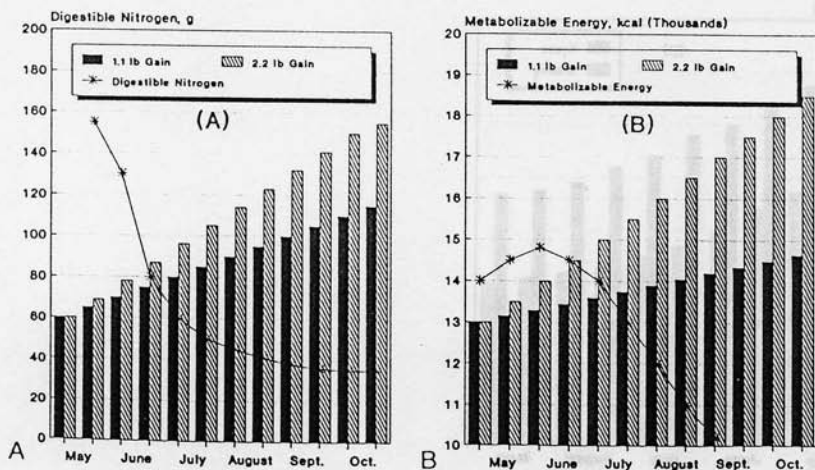 Digestible Nitrogen, g
200
180
160
140
120
100
80
60
40
20
0
1.1 lb Gain
2.2 lb Gain
Digestible Nitrogen
(A)
May
June
July
August
Sept.
Oct.
A
Metabolizable Energy, kcal (Thousands)
20
19
18
17
16
15
14
13
12
11
10
1.1 lb Gain
2.2 lb Gain
Metabolizable Energy
(B)
May
June
July
August
Sept.
Oct.
B